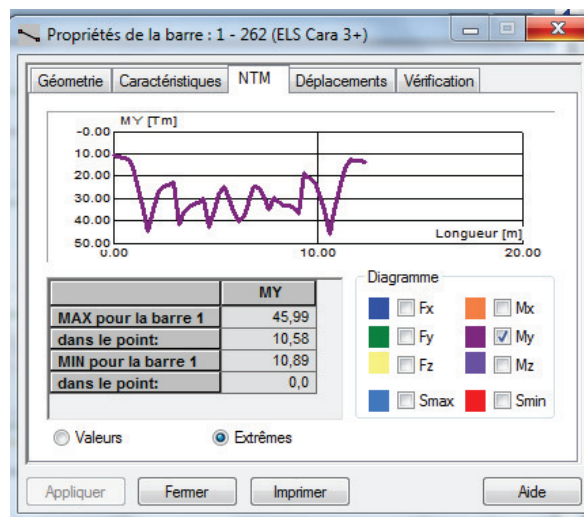 Propriétés de la barre : 1 - 262 (ELS Cara 3+)
Géometrie Caractéristiques NTM Déplacements Vérification
MY [Tm]
-0.00
10.00
20.00
30.00
40.00
50.00
Longueur [m]
0.00 10.00 20.00
MY
MAX pour la barre 1 45,99
dans le point: 10,58
MIN pour la barre 1 10,89
dans le point: 0,0
Diagramme
Fx Mx
Fy My
Fz Mz
Smax Smin
Valeurs Extrêmes
Appliquer Fermer Imprimer Aide